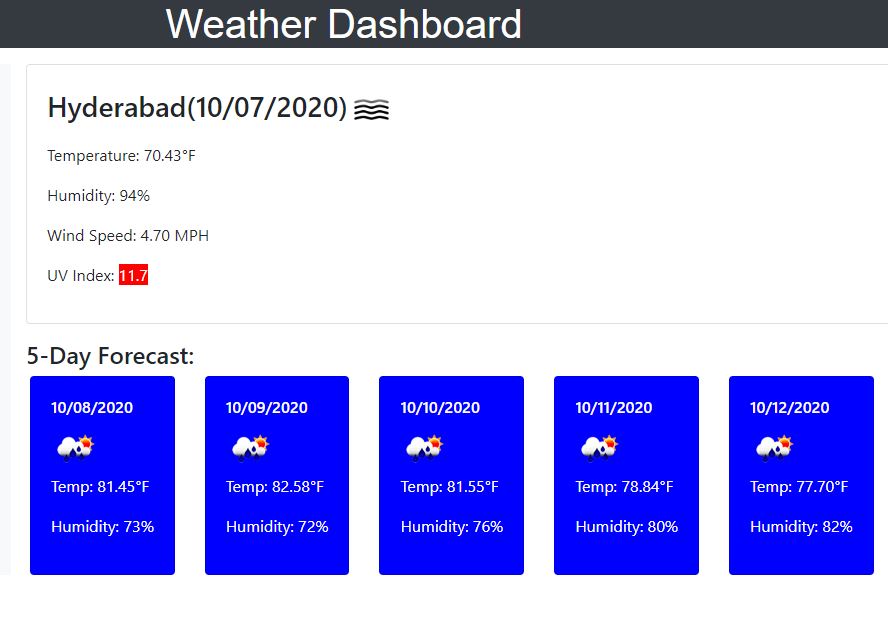 Weather Dashboard
Hyderabad(10/07/2020)
Temperature: 70.43°F
Humidity: 94%
Wind Speed: 4.70 MPH
UV Index: 11.7
5-Day Forecast:
10/08/2020
Temp: 81.45°F
Humidity: 73%
10/09/2020
Temp: 82.58°F
Humidity: 72%
10/10/2020
Temp: 81.55°F
Humidity: 76%
10/11/2020
Temp: 78.84°F
Humidity: 80%
10/12/2020
Temp: 77.70°F
Humidity: 82%